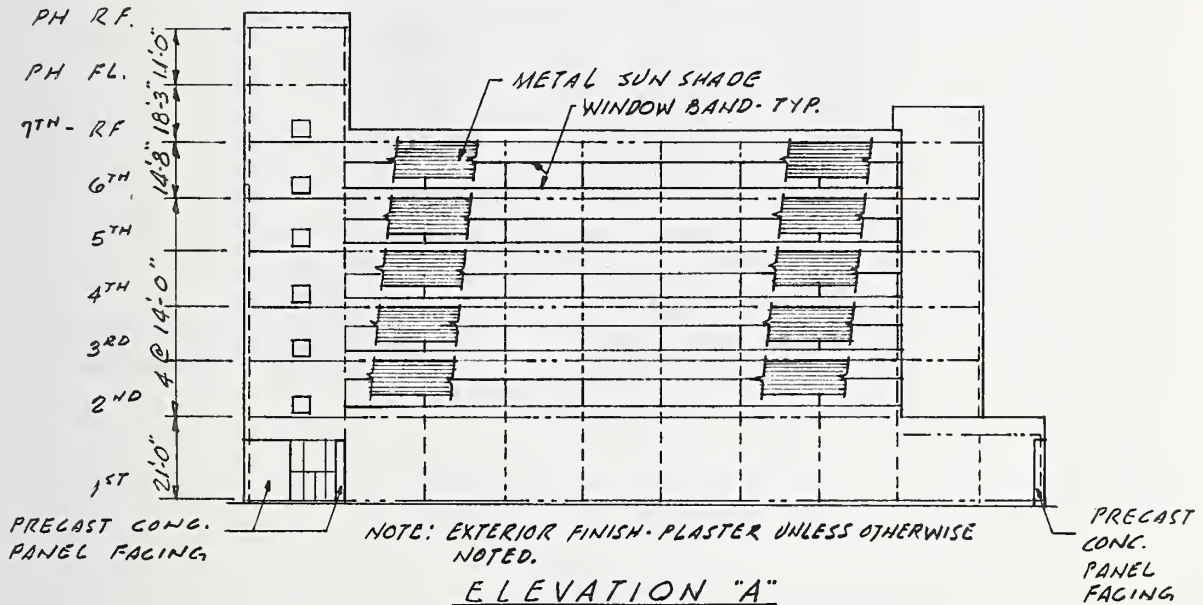 PH RF.
11'-0"
PH FL.
18'-3"
7TH - RF
14'-8"
6TH
5TH
4TH
4 @ 14'-0"
3RD
2ND
21'-0"
1ST
METAL SUN SHADE
WINDOW BAND - TYP.
PRECAST CONC.
PANEL FACING
NOTE: EXTERIOR FINISH - PLASTER UNLESS OTHERWISE
NOTED.
PRECAST
CONC.
PANEL
FACING
ELEVATION "A"